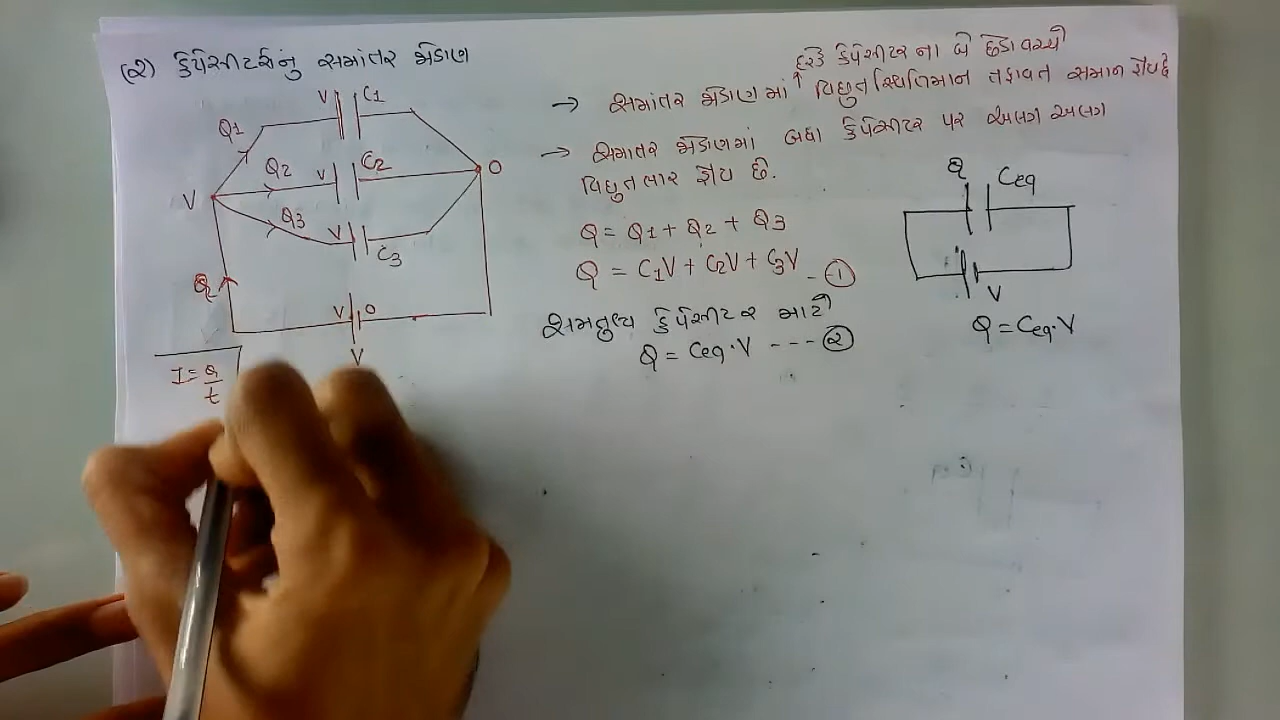 (૨) કેપેસીટર્સનું સમાંતર જોડાણ
V C1
Q1
Q2 V C2
V O
Q3 V C3
Q
V O
V
I = Q/t
દરેક કેપેસીટર ના બે છેડા વચ્ચે
→ સમાંતર જોડાણ માં ↑ વિદ્યુતસ્થિતિમાન તફાવત સમાન હોય છે
→ સમાંતર જોડાણમાં બધા કેપેસીટર પર અલગ અલગ
વિદ્યુતભાર હોય છે.
Q = Q1 + Q2 + Q3
Q = C1V + C2V + C3V - ①
સમતુલ્ય કેપેસીટર માટે
Q = Ceq·V --- ②
Q Ceq
V
Q = Ceq·V